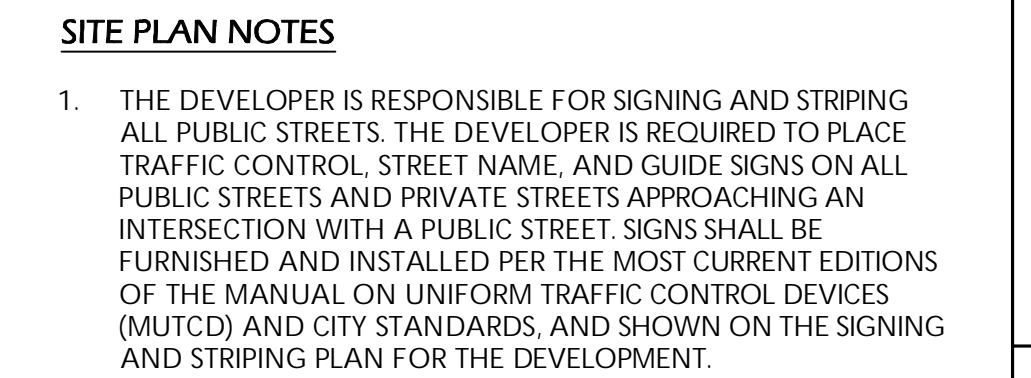 SITE PLAN NOTES
1. THE DEVELOPER IS RESPONSIBLE FOR SIGNING AND STRIPING
ALL PUBLIC STREETS. THE DEVELOPER IS REQUIRED TO PLACE
TRAFFIC CONTROL, STREET NAME, AND GUIDE SIGNS ON ALL
PUBLIC STREETS AND PRIVATE STREETS APPROACHING AN
INTERSECTION WITH A PUBLIC STREET. SIGNS SHALL BE
FURNISHED AND INSTALLED PER THE MOST CURRENT EDITIONS
OF THE MANUAL ON UNIFORM TRAFFIC CONTROL DEVICES
(MUTCD) AND CITY STANDARDS, AND SHOWN ON THE SIGNING
AND STRIPING PLAN FOR THE DEVELOPMENT.